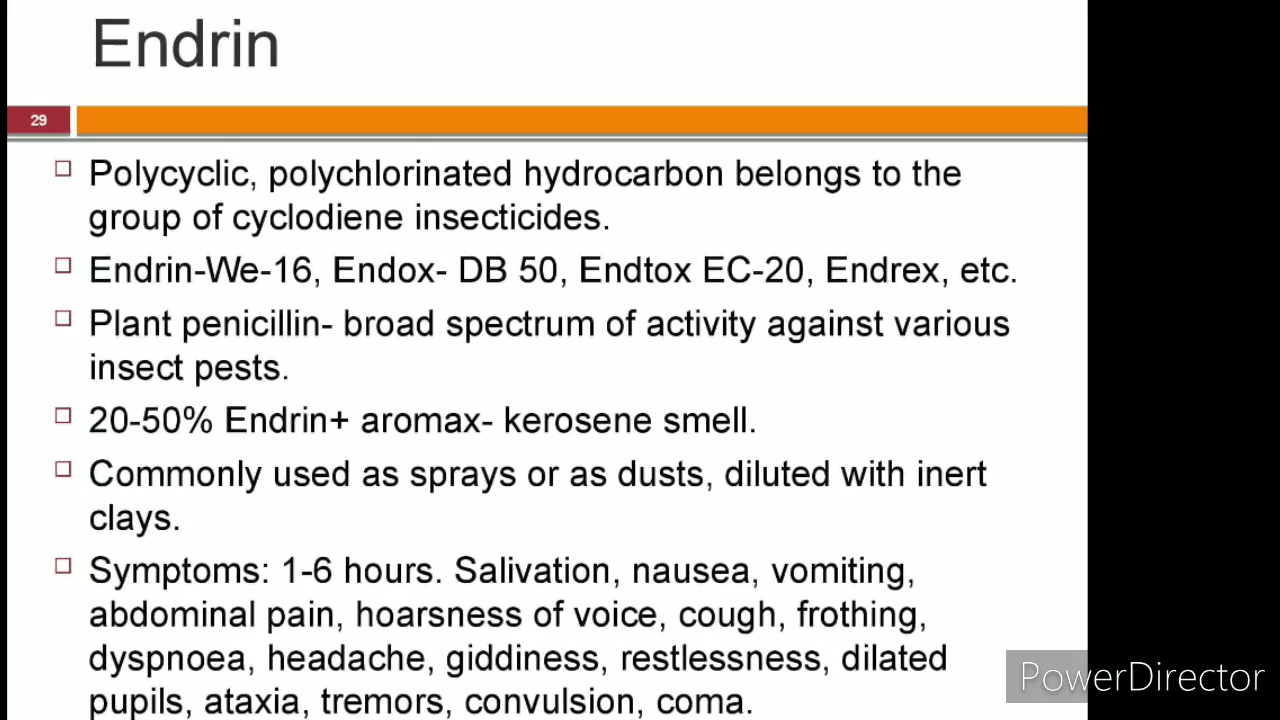 Endrin
29
Polycyclic, polychlorinated hydrocarbon belongs to the
group of cyclodiene insecticides.
Endrin-We-16, Endox- DB 50, Endtox EC-20, Endrex, etc.
Plant penicillin- broad spectrum of activity against various
insect pests.
20-50% Endrin+ aromax- kerosene smell.
Commonly used as sprays or as dusts, diluted with inert
clays.
Symptoms: 1-6 hours. Salivation, nausea, vomiting,
abdominal pain, hoarsness of voice, cough, frothing,
dyspnoea, headache, giddiness, restlessness, dilated
pupils, ataxia, tremors, convulsion, coma.
PowerDirector